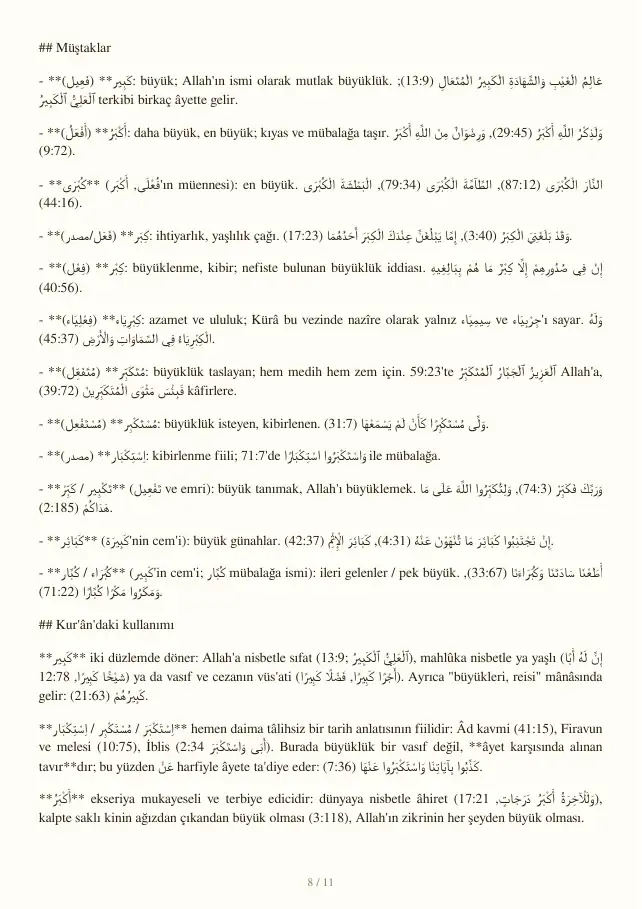 ## Müştaklar
- **كَبِير** (فَعِيل)**: büyük; Allah'ın ismi olarak mutlak büyüklük. عَالِمُ الْغَيْبِ وَالشَّهَادَةِ الْكَبِيرُ الْمُتَعَالِ (13:9);
ٱلْعَلِيُّ ٱلْكَبِيرُ terkibi birkaç âyette gelir.
- **أَكْبَرُ** (أَفْعَلُ)**: daha büyük, en büyük; kıyas ve mübalağa taşır. وَلَذِكْرُ اللَّهِ أَكْبَرُ (29:45), وَرِضْوَانٌ مِنَ اللَّهِ أَكْبَرُ
(9:72).
- **كُبْرَى** (فُعْلَى, أَكْبَر'ın müennesi): en büyük. النَّارَ الْكُبْرَى (87:12), الطَّآمَّةُ الْكُبْرَى (79:34), الْبَطْشَةَ الْكُبْرَى
(44:16).
- **كِبَر** (فَعْل/مصدر)**: ihtiyarlık, yaşlılık çağı. وَقَدْ بَلَغَنِيَ الْكِبَرُ (3:40), إِمَّا يَبْلُغَنَّ عِنْدَكَ الْكِبَرَ أَحَدُهُمَا (17:23).
- **كِبْر** (فِعْل)**: büyüklenme, kibir; nefiste bulunan büyüklük iddiası. إِنْ فِي صُدُورِهِمْ إِلَّا كِبْرٌ مَا هُمْ بِبَالِغِيهِ
(40:56).
- **كِبْرِيَاء** (فِعْلِيَاء)**: azamet ve ululuk; Kürâ bu vezinde nazîre olarak yalnız سِيمِيَاء ve جِرْبِيَاء'ı sayar. وَلَهُ
الْكِبْرِيَاءُ فِي السَّمَاوَاتِ وَالْأَرْضِ (45:37).
- **مُتَكَبِّر** (مُتَفَعِّل)**: büyüklük taslayan; hem medih hem zem için. 59:23'te ٱلْعَزِيزُ ٱلْجَبَّارُ ٱلْمُتَكَبِّرُ Allah'a,
فَبِئْسَ مَثْوَى الْمُتَكَبِّرِينَ (39:72) kâfirlere.
- **مُسْتَكْبِر** (مُسْتَفْعِل)**: büyüklük isteyen, kibirlenen. وَلَّى مُسْتَكْبِرًا كَأَنْ لَمْ يَسْمَعْهَا (31:7).
- **اِسْتِكْبَار** (مصدر)**: kibirlenme fiili; 71:7'de وَاسْتَكْبَرُوا اسْتِكْبَارًا ile mübalağa.
- **تَكْبِير / كَبِّرْ** (تَفْعِيل ve emri): büyük tanımak, Allah'ı büyüklemek. وَرَبَّكَ فَكَبِّرْ (74:3), وَلِتُكَبِّرُوا اللَّهَ عَلَى مَا
هَدَاكُمْ (2:185).
- **كَبَائِر** (كَبِيرَة'nin cem'i): büyük günahlar. إِنْ تَجْتَنِبُوا كَبَائِرَ مَا تُنْهَوْنَ عَنْهُ (4:31), كَبَائِرَ الْإِثْمِ (42:37).
- **كُبَرَاء / كُبَّار** (كَبِير'in cem'i; كُبَّار mübalağa ismi): ileri gelenler / pek büyük. أَطَعْنَا سَادَتَنَا وَكُبَرَاءَنَا (33:67),
وَمَكَرُوا مَكْرًا كُبَّارًا (71:22).
## Kur'ân'daki kullanımı
**كَبِير** iki düzlemde döner: Allah'a nisbetle sıfat (13:9; ٱلْعَلِيُّ ٱلْكَبِيرُ), mahlûka nisbetle ya yaşlı (إِنَّ لَهُ أَبًا
شَيْخًا كَبِيرًا, 12:78) ya da vasıf ve cezanın vüs'ati (أَجْرًا كَبِيرًا, فَضْلًا كَبِيرًا). Ayrıca "büyükleri, reisi" mânâsında
gelir: كَبِيرُهُمْ (21:63).
**اِسْتَكْبَرَ / مُسْتَكْبِر / اِسْتِكْبَار** hemen daima tâlihsiz bir tarih anlatısının fiilidir: Âd kavmi (41:15), Firavun
ve melesi (10:75), İblis (أَبَى وَاسْتَكْبَرَ 2:34). Burada büyüklük bir vasıf değil, **âyet karşısında alınan
tavır**dır; bu yüzden عَنْ harfiyle âyete ta'diye eder: كَذَّبُوا بِآيَاتِنَا وَاسْتَكْبَرُوا عَنْهَا (7:36).
**أَكْبَرُ** ekseriya mukayeseli ve terbiye edicidir: dünyaya nisbetle âhiret (وَلَلْآخِرَةُ أَكْبَرُ دَرَجَاتٍ, 17:21),
kalpte saklı kinin ağızdan çıkandan büyük olması (3:118), Allah'ın zikrinin her şeyden büyük olması.
8 / 11